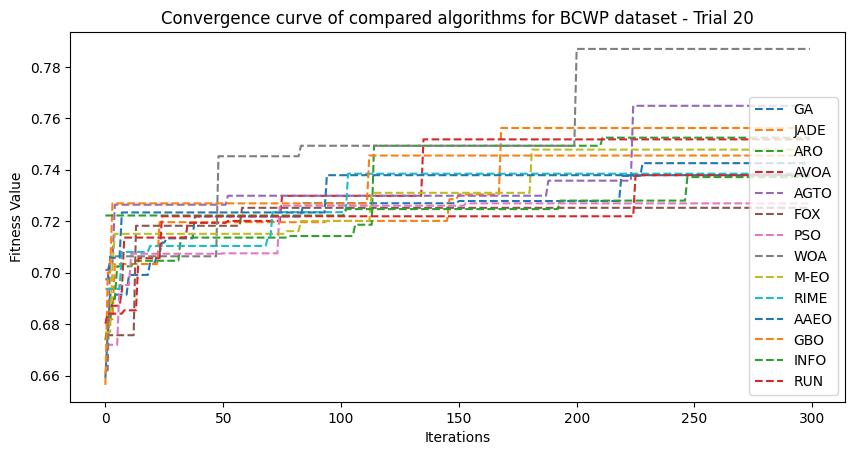 Convergence curve of compared algorithms for BCWP dataset - Trial 20
Fitness Value
0.78
0.76
0.74
0.72
0.70
0.68
0.66
0
50
100
150
200
250
300
Iterations
GA
JADE
ARO
AVOA
AGTO
FOX
PSO
WOA
M-EO
RIME
AAEO
GBO
INFO
RUN